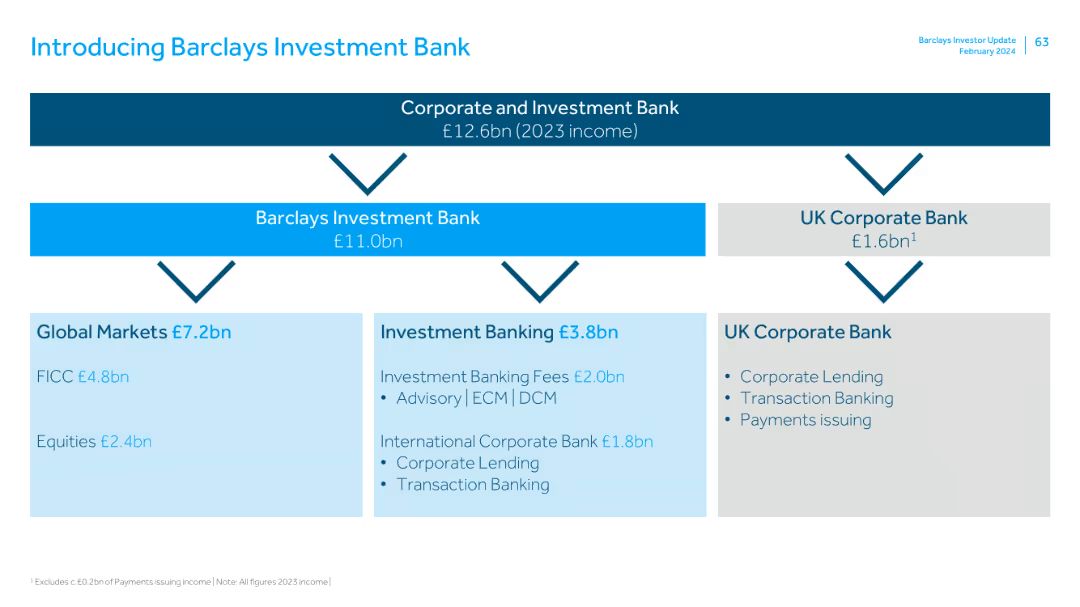 Introducing Barclays Investment Bank
Barclays Investor Update
February 2024
63
Corporate and Investment Bank
£12.6bn (2023 income)
Barclays Investment Bank
£11.0bn
UK Corporate Bank
£1.6bn¹
Global Markets £7.2bn
FICC £4.8bn
Equities £2.4bn
Investment Banking £3.8bn
Investment Banking Fees £2.0bn
• Advisory | ECM | DCM
International Corporate Bank £1.8bn
• Corporate Lending
• Transaction Banking
UK Corporate Bank
• Corporate Lending
• Transaction Banking
• Payments issuing
¹ Excludes c.£0.2bn of Payments issuing income | Note: All figures 2023 income |